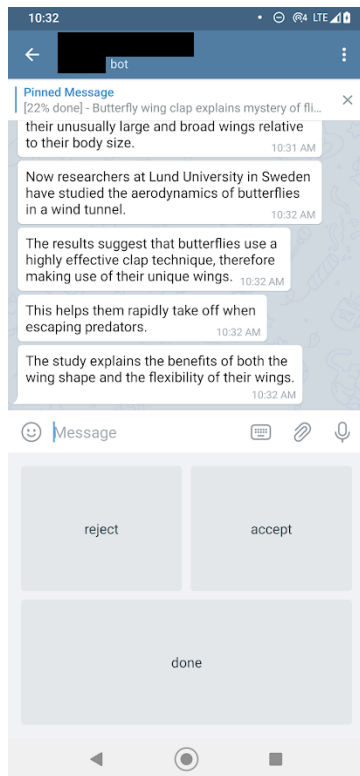 10:32
4 LTE
bot
Pinned Message
[22% done] - Butterfly wing clap explains mystery of fli...
their unusually large and broad wings relative
to their body size.
10:31 AM
Now researchers at Lund University in Sweden
have studied the aerodynamics of butterflies
in a wind tunnel.
10:32 AM
The results suggest that butterflies use a
highly effective clap technique, therefore
making use of their unique wings. 10:32 AM
This helps them rapidly take off when
escaping predators.
10:32 AM
The study explains the benefits of both the
wing shape and the flexibility of their wings.
10:32 AM
Message
reject
accept
done